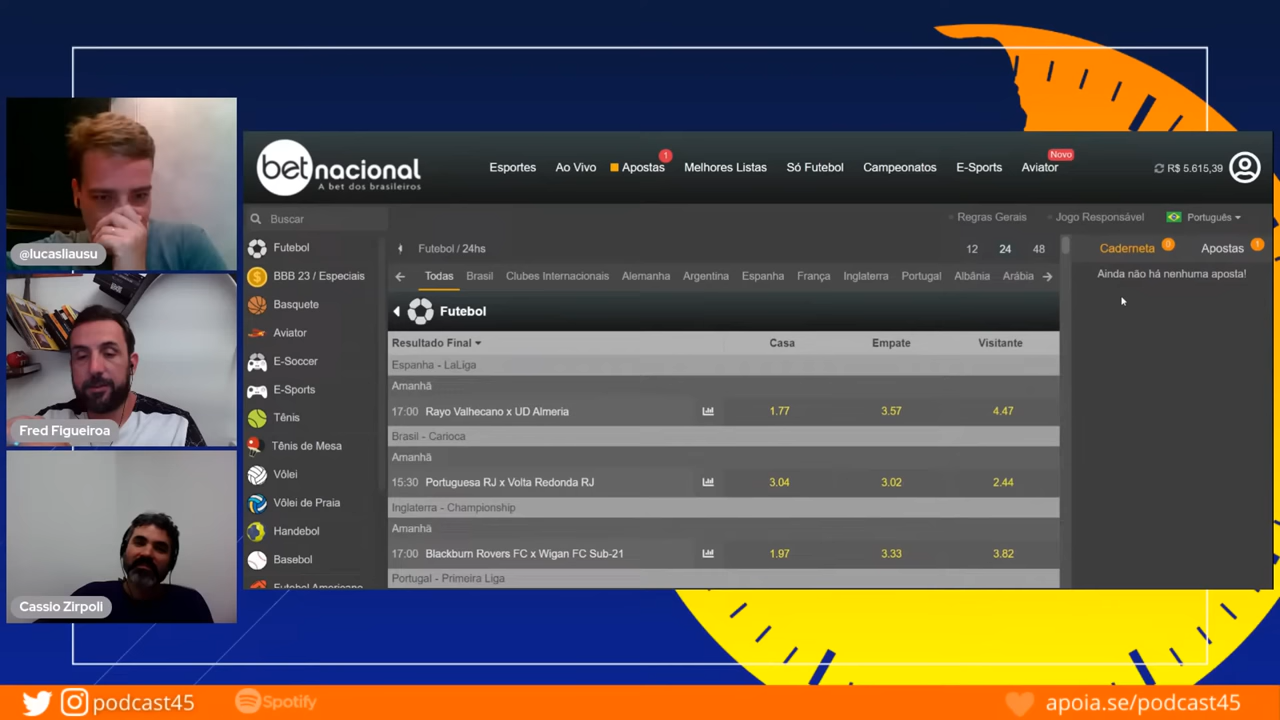 @lucasliausu
Fred Figueiroa
Cassio Zirpoli
betnacional
A bet dos brasileiros
Esportes
Ao Vivo
Apostas
1
Melhores Listas
Só Futebol
Campeonatos
E-Sports
Aviator
Novo
R$ 5.615,39
Buscar
Regras Gerais
Jogo Responsável
Português
Futebol
BBB 23 / Especiais
Basquete
Aviator
E-Soccer
E-Sports
Tênis
Tênis de Mesa
Vôlei
Vôlei de Praia
Handebol
Basebol
Futebol Americano
Futebol / 24hs
12 24 48
Todas Brasil Clubes Internacionais Alemanha Argentina Espanha França Inglaterra Portugal Albânia Arábia
Futebol
Resultado Final Casa Empate Visitante
Espanha - LaLiga
Amanhã
17:00 Rayo Valhecano x UD Almeria 1.77 3.57 4.47
Brasil - Carioca
Amanhã
15:30 Portuguesa RJ x Volta Redonda RJ 3.04 3.02 2.44
Inglaterra - Championship
Amanhã
17:00 Blackburn Rovers FC x Wigan FC Sub-21 1.97 3.33 3.82
Portugal - Primeira Liga
Caderneta 0
Apostas 1
Ainda não há nenhuma aposta!
podcast45
Spotify
apoia.se/podcast45